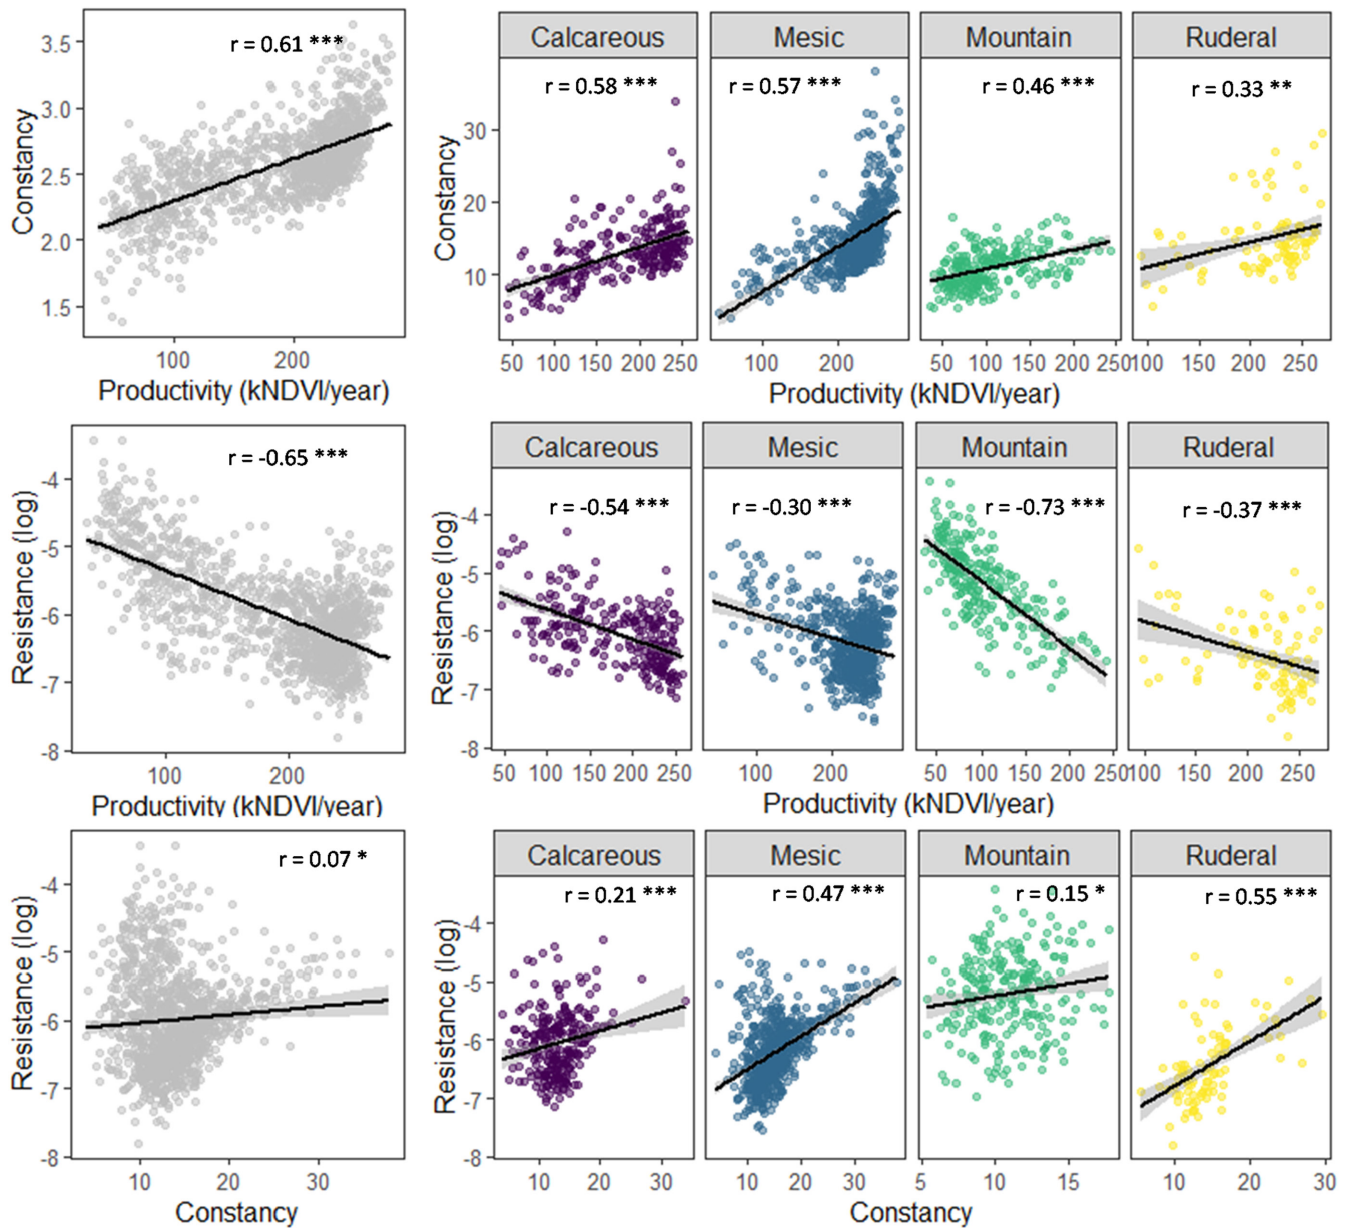 r = 0.61 ***
3.5
3.0
2.5
2.0
1.5
Constancy
100 200
Productivity (kNDVI/year)
Calcareous Mesic Mountain Ruderal
r = 0.58 *** r = 0.57 *** r = 0.46 *** r = 0.33 **
30
20
10
Constancy
50 100 150 200 250 100 200 50 100 150 200 250 100 150 200 250
Productivity (kNDVI/year)
r = -0.65 ***
-4
-5
-6
-7
-8
Resistance (log)
100 200
Productivity (kNDVI/year)
Calcareous Mesic Mountain Ruderal
r = -0.54 *** r = -0.30 *** r = -0.73 *** r = -0.37 ***
-4
-5
-6
-7
-8
Resistance (log)
50 100 150 200 250 100 200 50 100 150 200 250 100 150 200 250
Productivity (kNDVI/year)
r = 0.07 *
-4
-5
-6
-7
-8
Resistance (log)
10 20 30
Constancy
Calcareous Mesic Mountain Ruderal
r = 0.21 *** r = 0.47 *** r = 0.15 * r = 0.55 ***
-4
-5
-6
-7
-8
Resistance (log)
10 20 30 10 20 30 5 10 15 10 20 30
Constancy